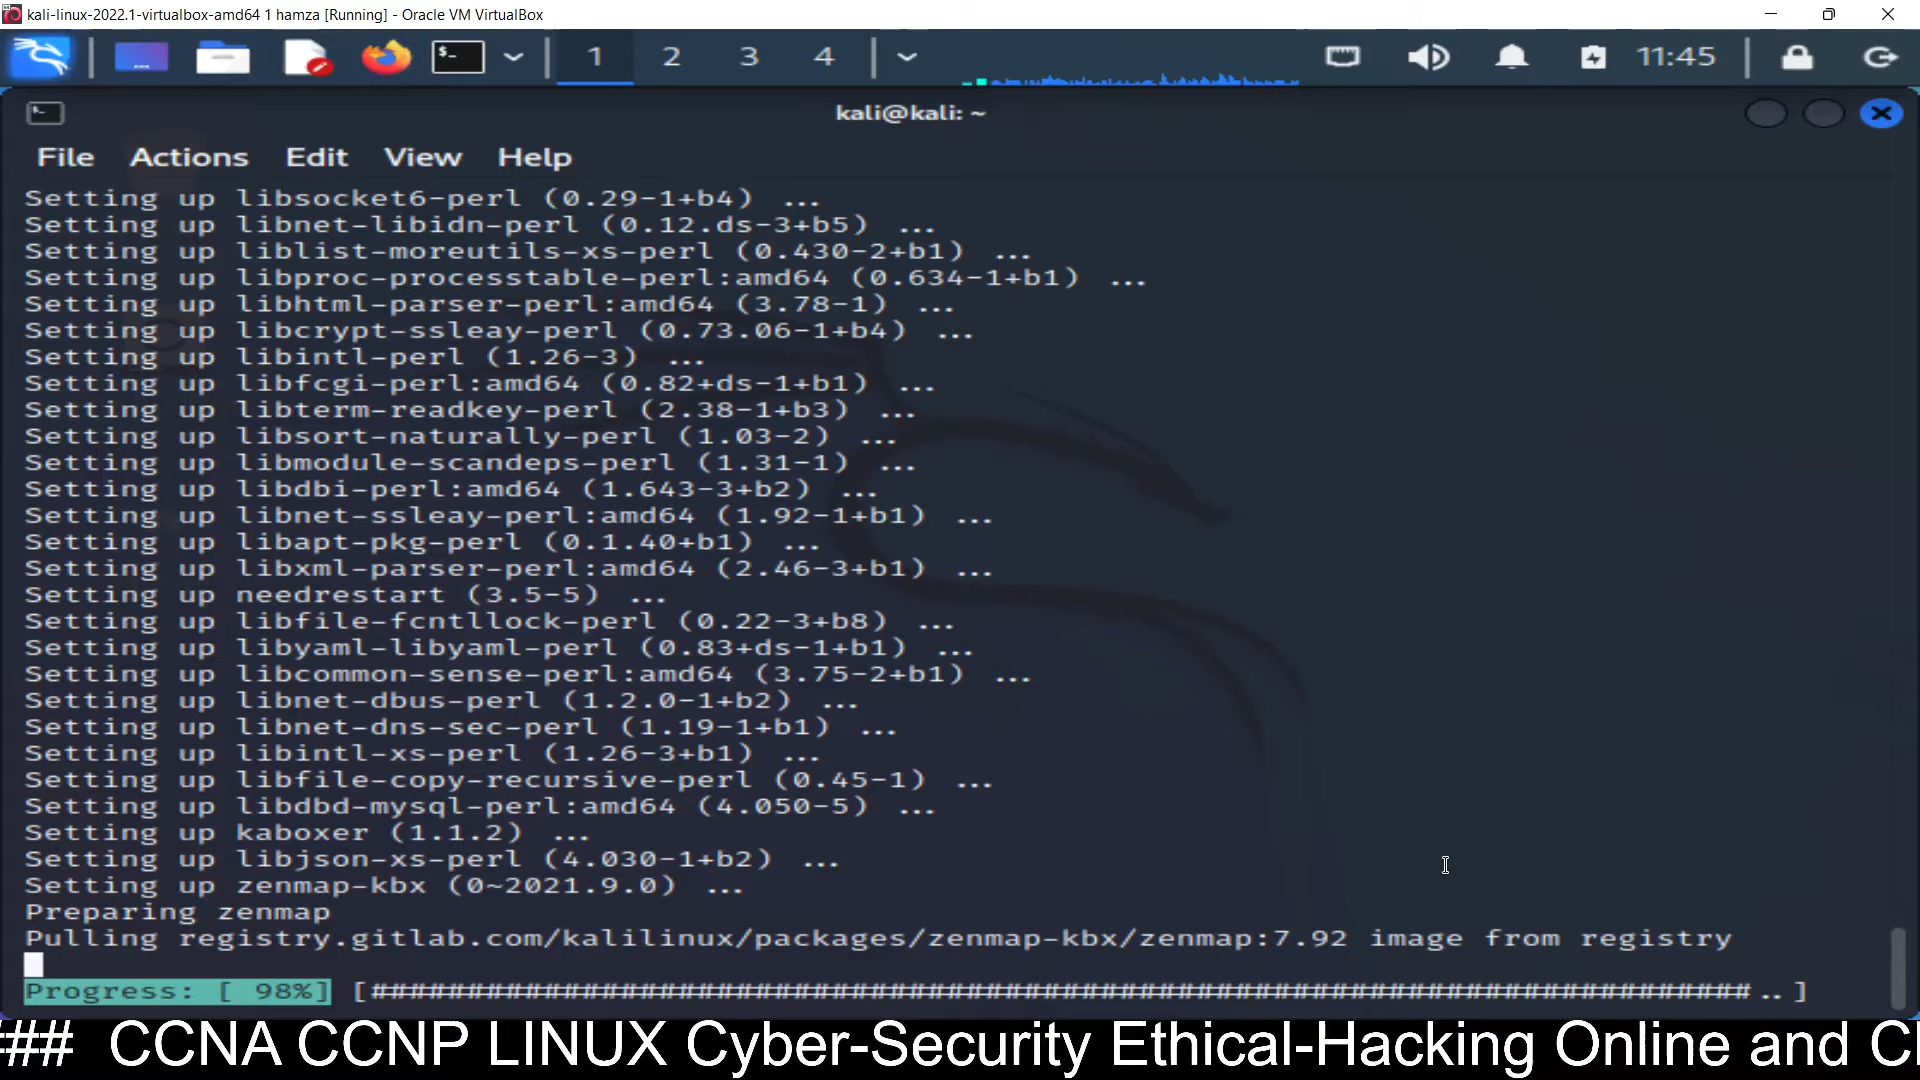 kali-linux-2022.1-virtualbox-amd64 1 hamza [Running] - Oracle VM VirtualBox
$- 1 2 3 4 11:45
kali@kali: ~
File Actions Edit View Help
Setting up libsocket6-perl (0.29-1+b4) ...
Setting up libnet-libidn-perl (0.12.ds-3+b5) ...
Setting up liblist-moreutils-xs-perl (0.430-2+b1) ...
Setting up libproc-processtable-perl:amd64 (0.634-1+b1) ...
Setting up libhtml-parser-perl:amd64 (3.78-1) ...
Setting up libcrypt-ssleay-perl (0.73.06-1+b4) ...
Setting up libintl-perl (1.26-3) ...
Setting up libfcgi-perl:amd64 (0.82+ds-1+b1) ...
Setting up libterm-readkey-perl (2.38-1+b3) ...
Setting up libsort-naturally-perl (1.03-2) ...
Setting up libmodule-scandeps-perl (1.31-1) ...
Setting up libdbi-perl:amd64 (1.643-3+b2) ...
Setting up libnet-ssleay-perl:amd64 (1.92-1+b1) ...
Setting up libapt-pkg-perl (0.1.40+b1) ...
Setting up libxml-parser-perl:amd64 (2.46-3+b1) ...
Setting up needrestart (3.5-5) ...
Setting up libfile-fcntllock-perl (0.22-3+b8) ...
Setting up libyaml-libyaml-perl (0.83+ds-1+b1) ...
Setting up libcommon-sense-perl:amd64 (3.75-2+b1) ...
Setting up libnet-dbus-perl (1.2.0-1+b2) ...
Setting up libnet-dns-sec-perl (1.19-1+b1) ...
Setting up libintl-xs-perl (1.26-3+b1) ...
Setting up libfile-copy-recursive-perl (0.45-1) ...
Setting up libdbd-mysql-perl:amd64 (4.050-5) ...
Setting up kaboxer (1.1.2) ...
Setting up libjson-xs-perl (4.030-1+b2) ...
Setting up zenmap-kbx (0~2021.9.0) ...
Preparing zenmap
Pulling registry.gitlab.com/kalilinux/packages/zenmap-kbx/zenmap:7.92 image from registry
Progress: [ 98%] [########################################################################.. ]
## CCNA CCNP LINUX Cyber-Security Ethical-Hacking Online and